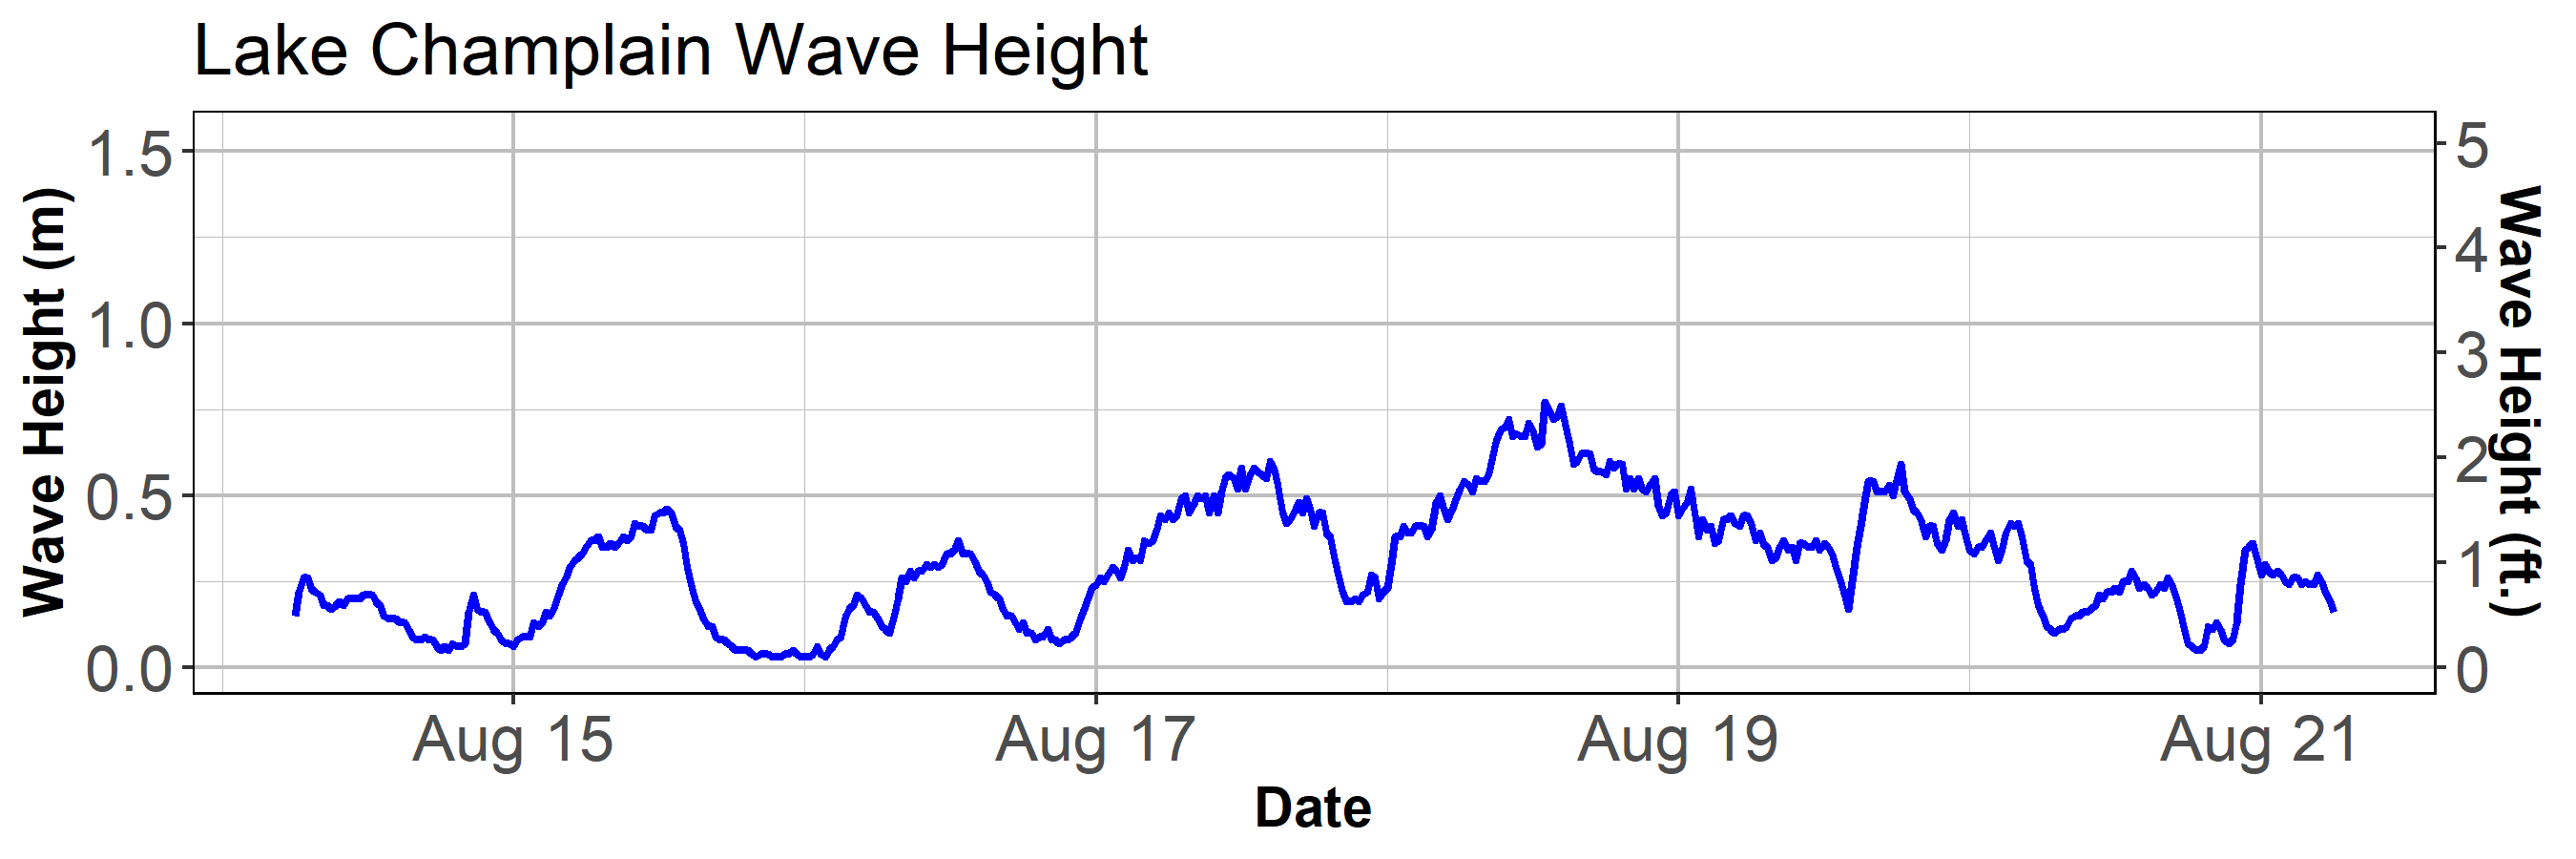 Lake Champlain Wave Height
Wave Height (m)
1.5
1.0
0.5
0.0
5
4
3
2
1
0
Wave Height (ft.)
Aug 15
Aug 17
Aug 19
Aug 21
Date